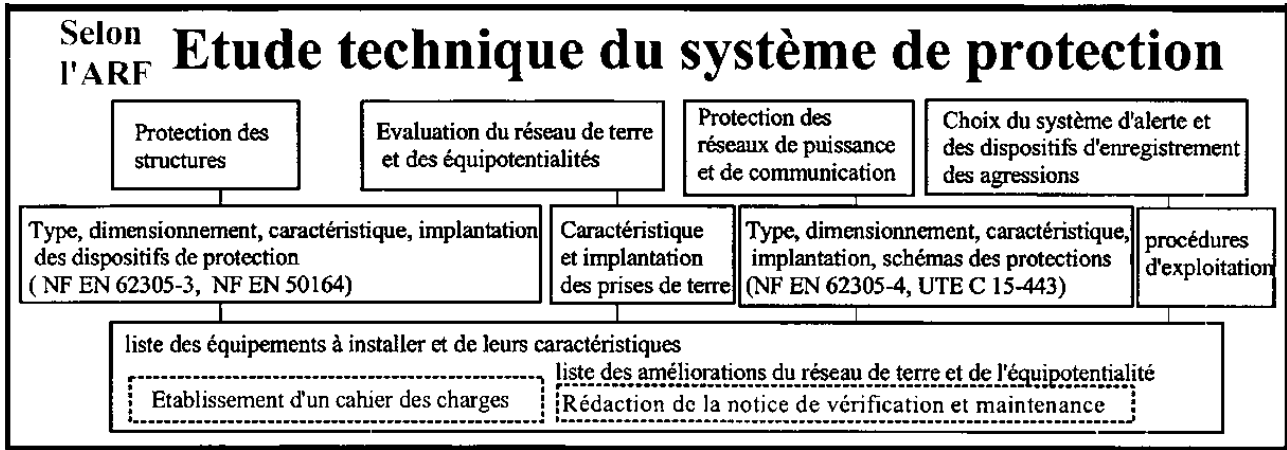 Selon
l'ARF
Etude technique du système de protection
Protection des
structures
Evaluation du réseau de terre
et des équipotentialités
Protection des
réseaux de puissance
et de communication
Choix du système d'alerte et
des dispositifs d'enregistrement
des agressions
Type, dimensionnement, caractéristique, implantation
des dispositifs de protection
( NF EN 62305-3, NF EN 50164)
Caractéristique
et implantation
des prises de terre
Type, dimensionnement, caractéristique,
implantation, schémas des protections
(NF EN 62305-4, UTE C 15-443)
procédures
d'exploitation
liste des équipements à installer et de leurs caractéristiques
liste des améliorations du réseau de terre et de l'équipotentialité
Etablissement d'un cahier des charges
Rédaction de la notice de vérification et maintenance